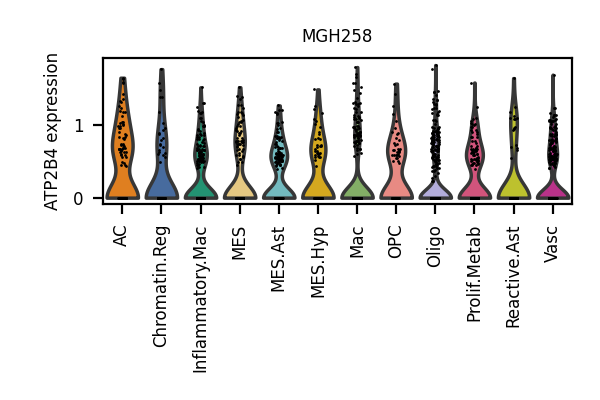 MGH258
ATP2B4 expression
1
0
AC
Chromatin.Reg
Inflammatory.Mac
MES
MES.Ast
MES.Hyp
Mac
OPC
Oligo
Prolif.Metab
Reactive.Ast
Vasc